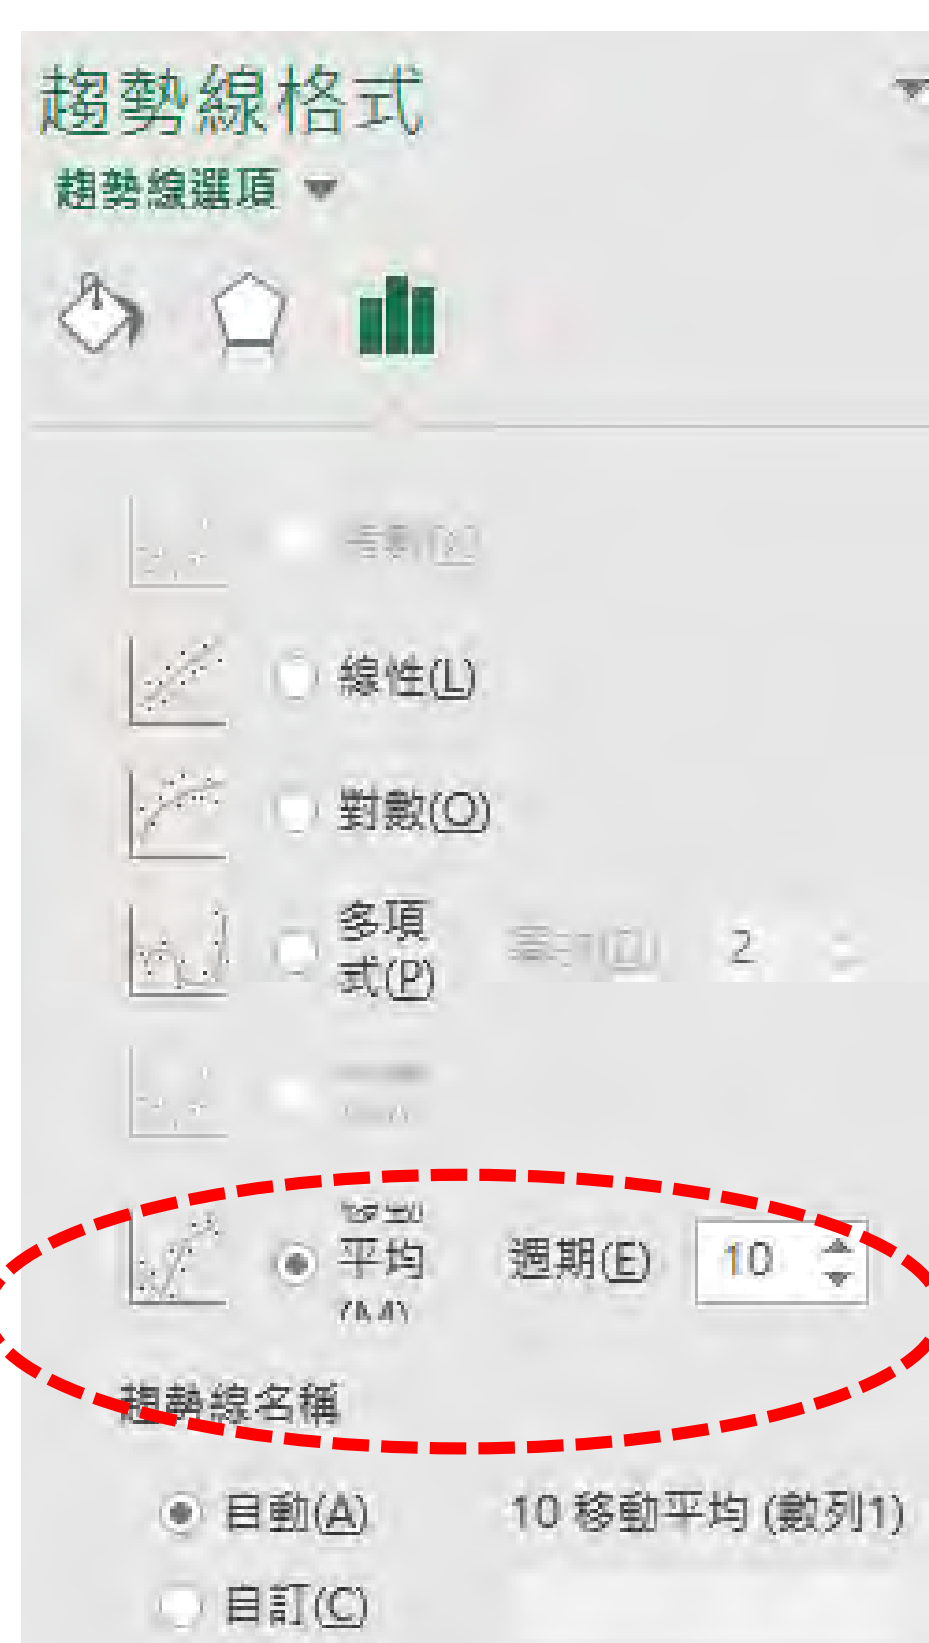 趨勢線格式
趨勢線選項
線性(L)
對數(O)
多項
式(P)
2
移動
平均
(M)
週期(E) 10
趨勢線名稱
自動(A) 10 移動平均 (數列1)
自訂(C)